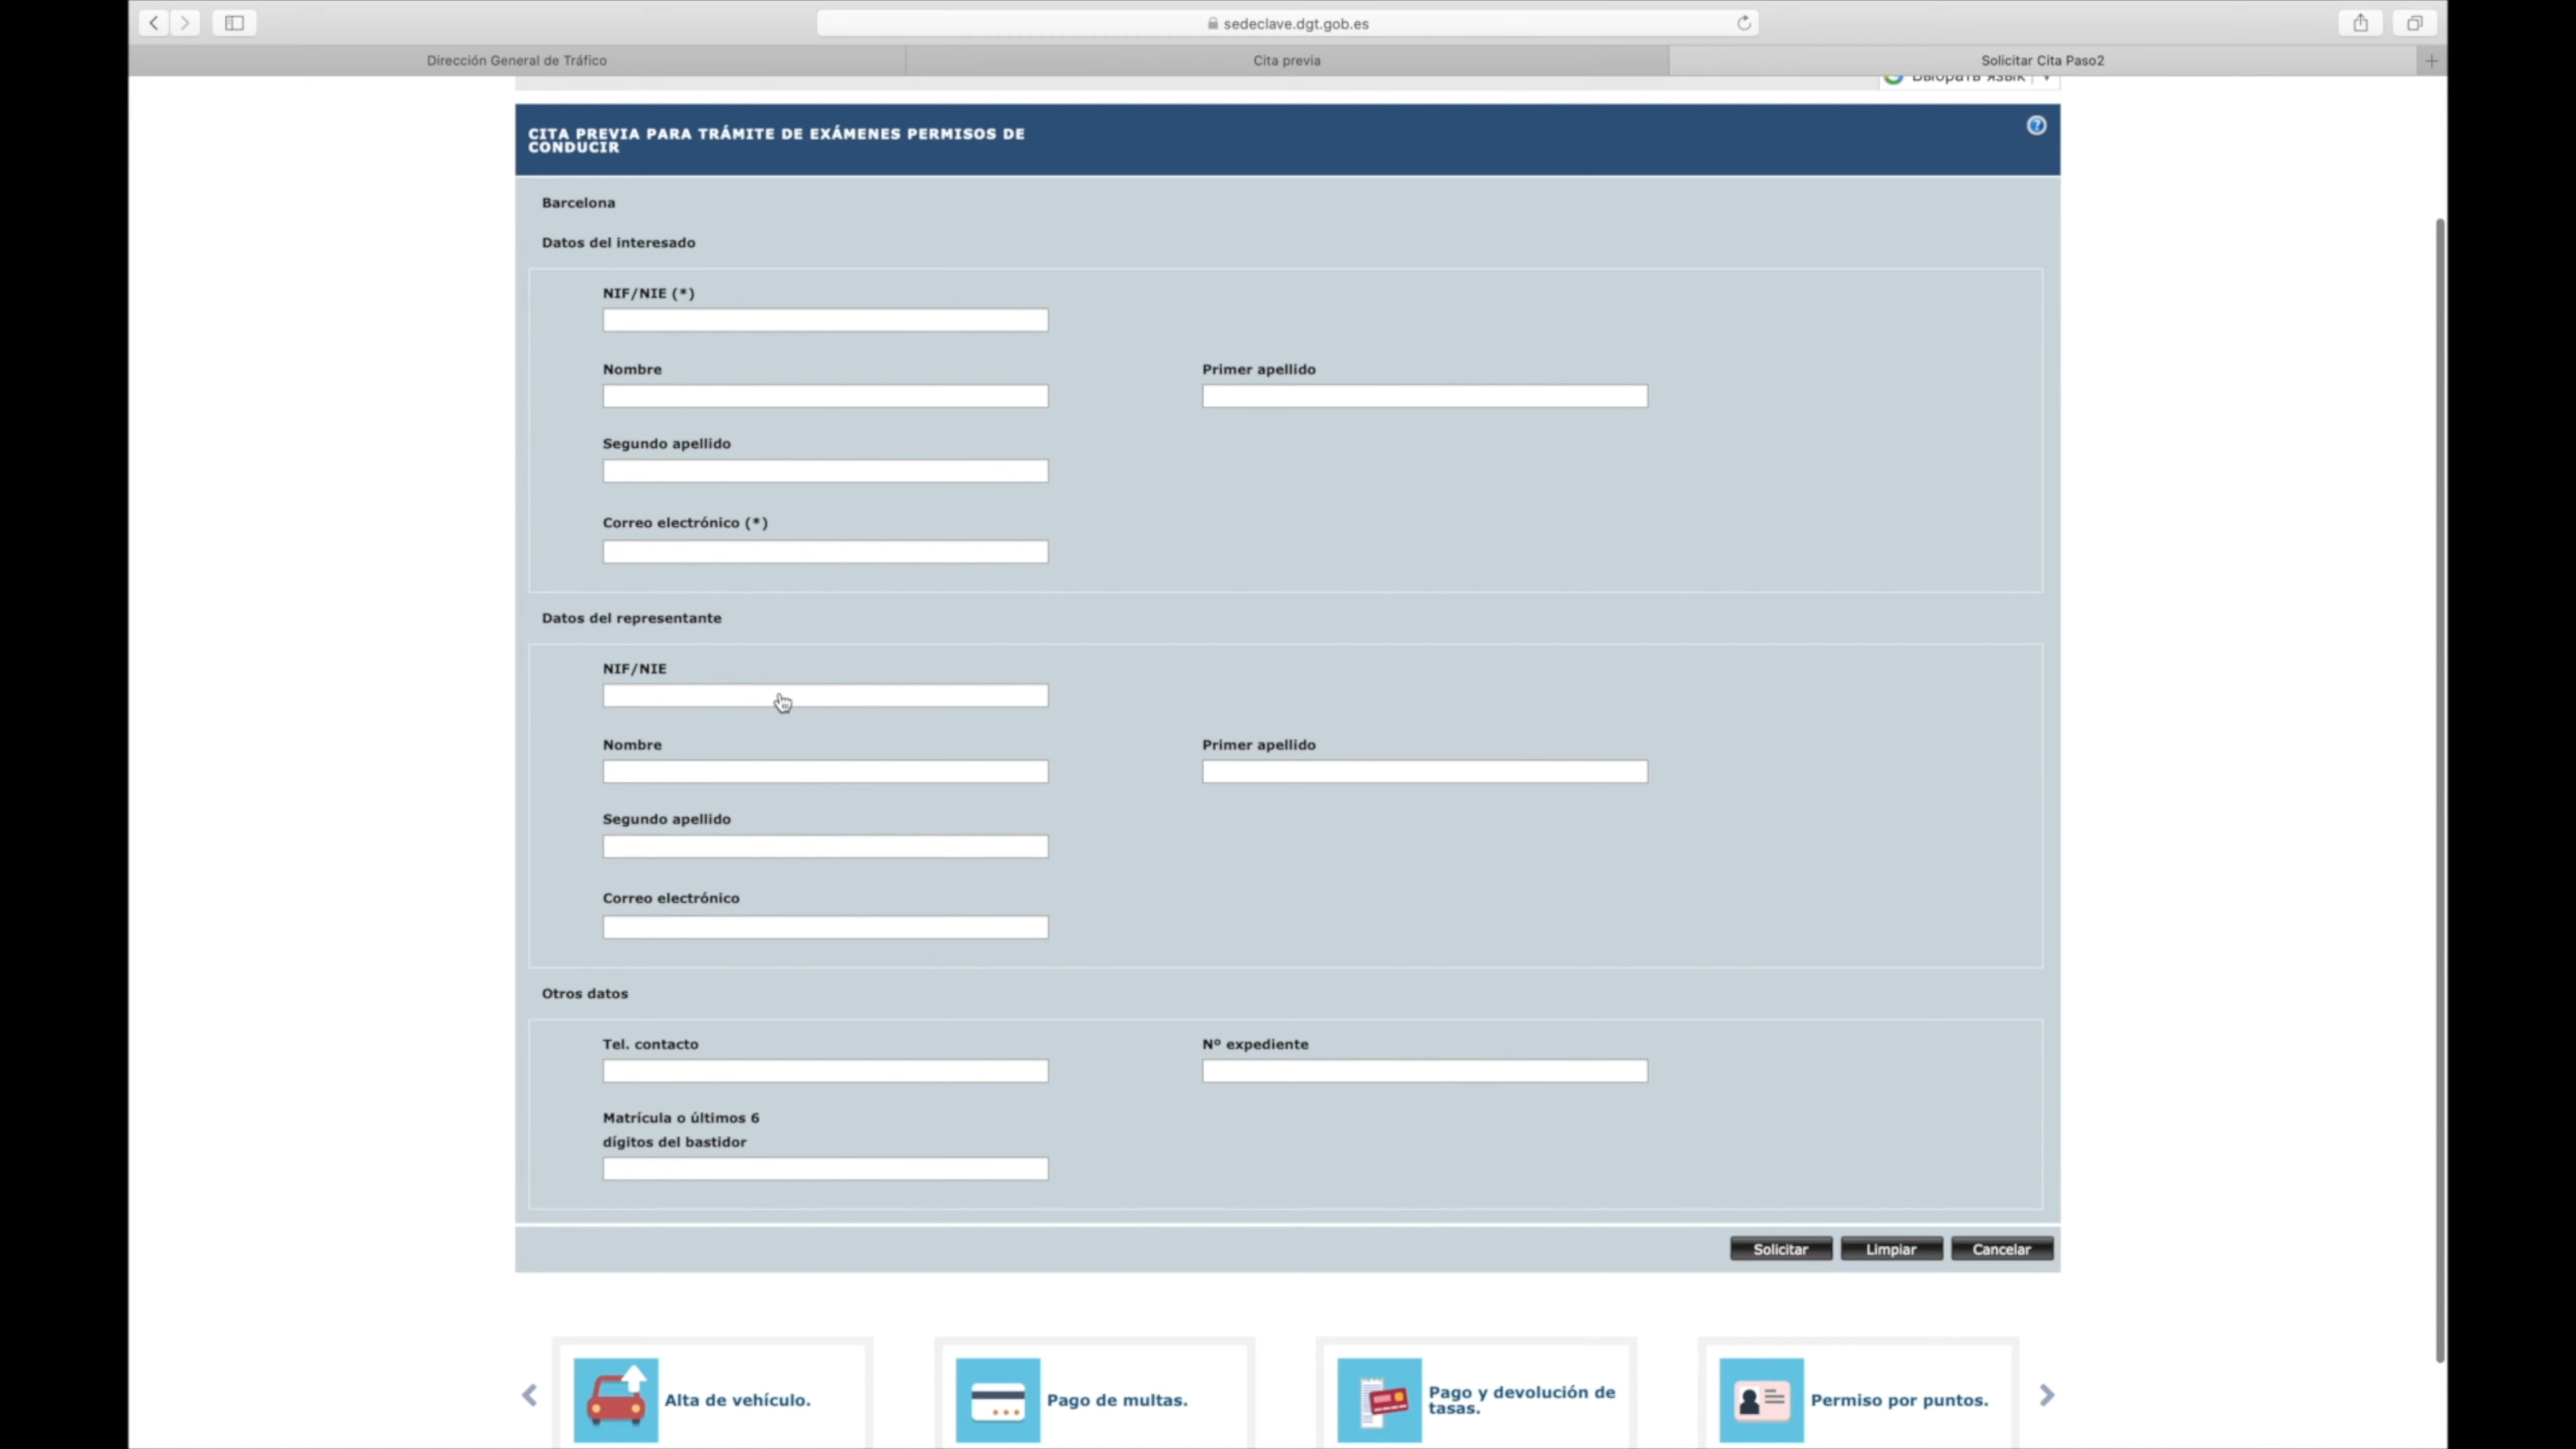 sedeclave.dgt.gob.es
Dirección General de Tráfico
Cita previa
Solicitar Cita Paso2
Выбрать язык
CITA PREVIA PARA TRÁMITE DE EXÁMENES PERMISOS DE
CONDUCIR
Barcelona
Datos del interesado
NIF/NIE (*)
Nombre
Primer apellido
Segundo apellido
Correo electrónico (*)
Datos del representante
NIF/NIE
Nombre
Primer apellido
Segundo apellido
Correo electrónico
Otros datos
Tel. contacto
Nº expediente
Matrícula o últimos 6
dígitos del bastidor
Solicitar
Limpiar
Cancelar
Alta de vehículo.
Pago de multas.
Pago y devolución de
tasas.
Permiso por puntos.